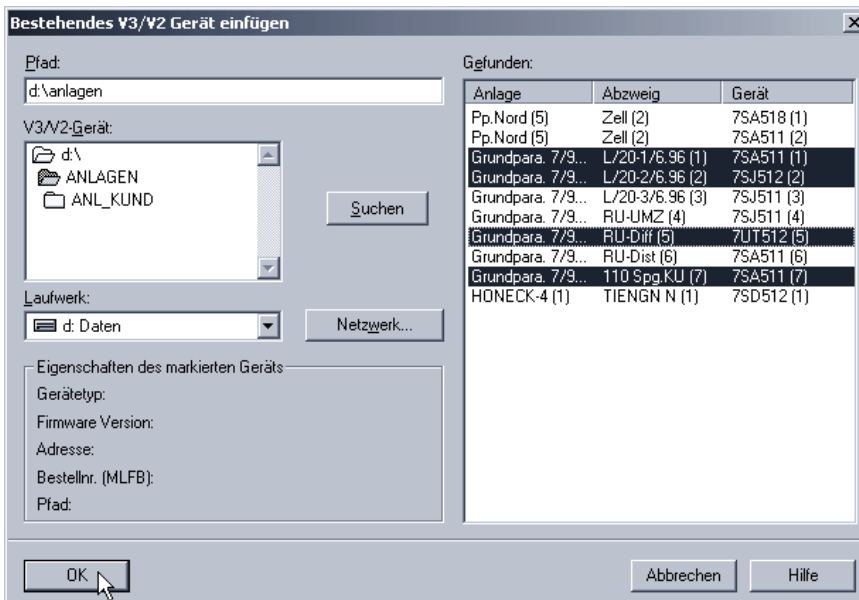 Bestehendes V3/V2 Gerät einfügen
Pfad:
d:\anlagen
V3/V2-Gerät:
d:\
ANLAGEN
ANL_KUND
Suchen
Laufwerk:
d: Daten
Netzwerk...
Eigenschaften des markierten Geräts
Gerätetyp:
Firmware Version:
Adresse:
Bestellnr. (MLFB):
Pfad:
Gefunden:
Anlage Abzweig Gerät
Pp.Nord (5) Zell (2) 7SA518 (1)
Pp.Nord (5) Zell (2) 7SA511 (2)
Grundpara. 7/9... L/20-1/6.96 (1) 7SA511 (1)
Grundpara. 7/9... L/20-2/6.96 (2) 7SJ512 (2)
Grundpara. 7/9... L/20-3/6.96 (3) 7SJ511 (3)
Grundpara. 7/9... RU-UMZ (4) 7SJ511 (4)
Grundpara. 7/9... RU-Diff (5) 7UT512 (5)
Grundpara. 7/9... RU-Dist (6) 7SA511 (6)
Grundpara. 7/9... 110 Spg.KU (7) 7SA511 (7)
HONECK-4 (1) TIENGN N (1) 7SD512 (1)
OK
Abbrechen
Hilfe